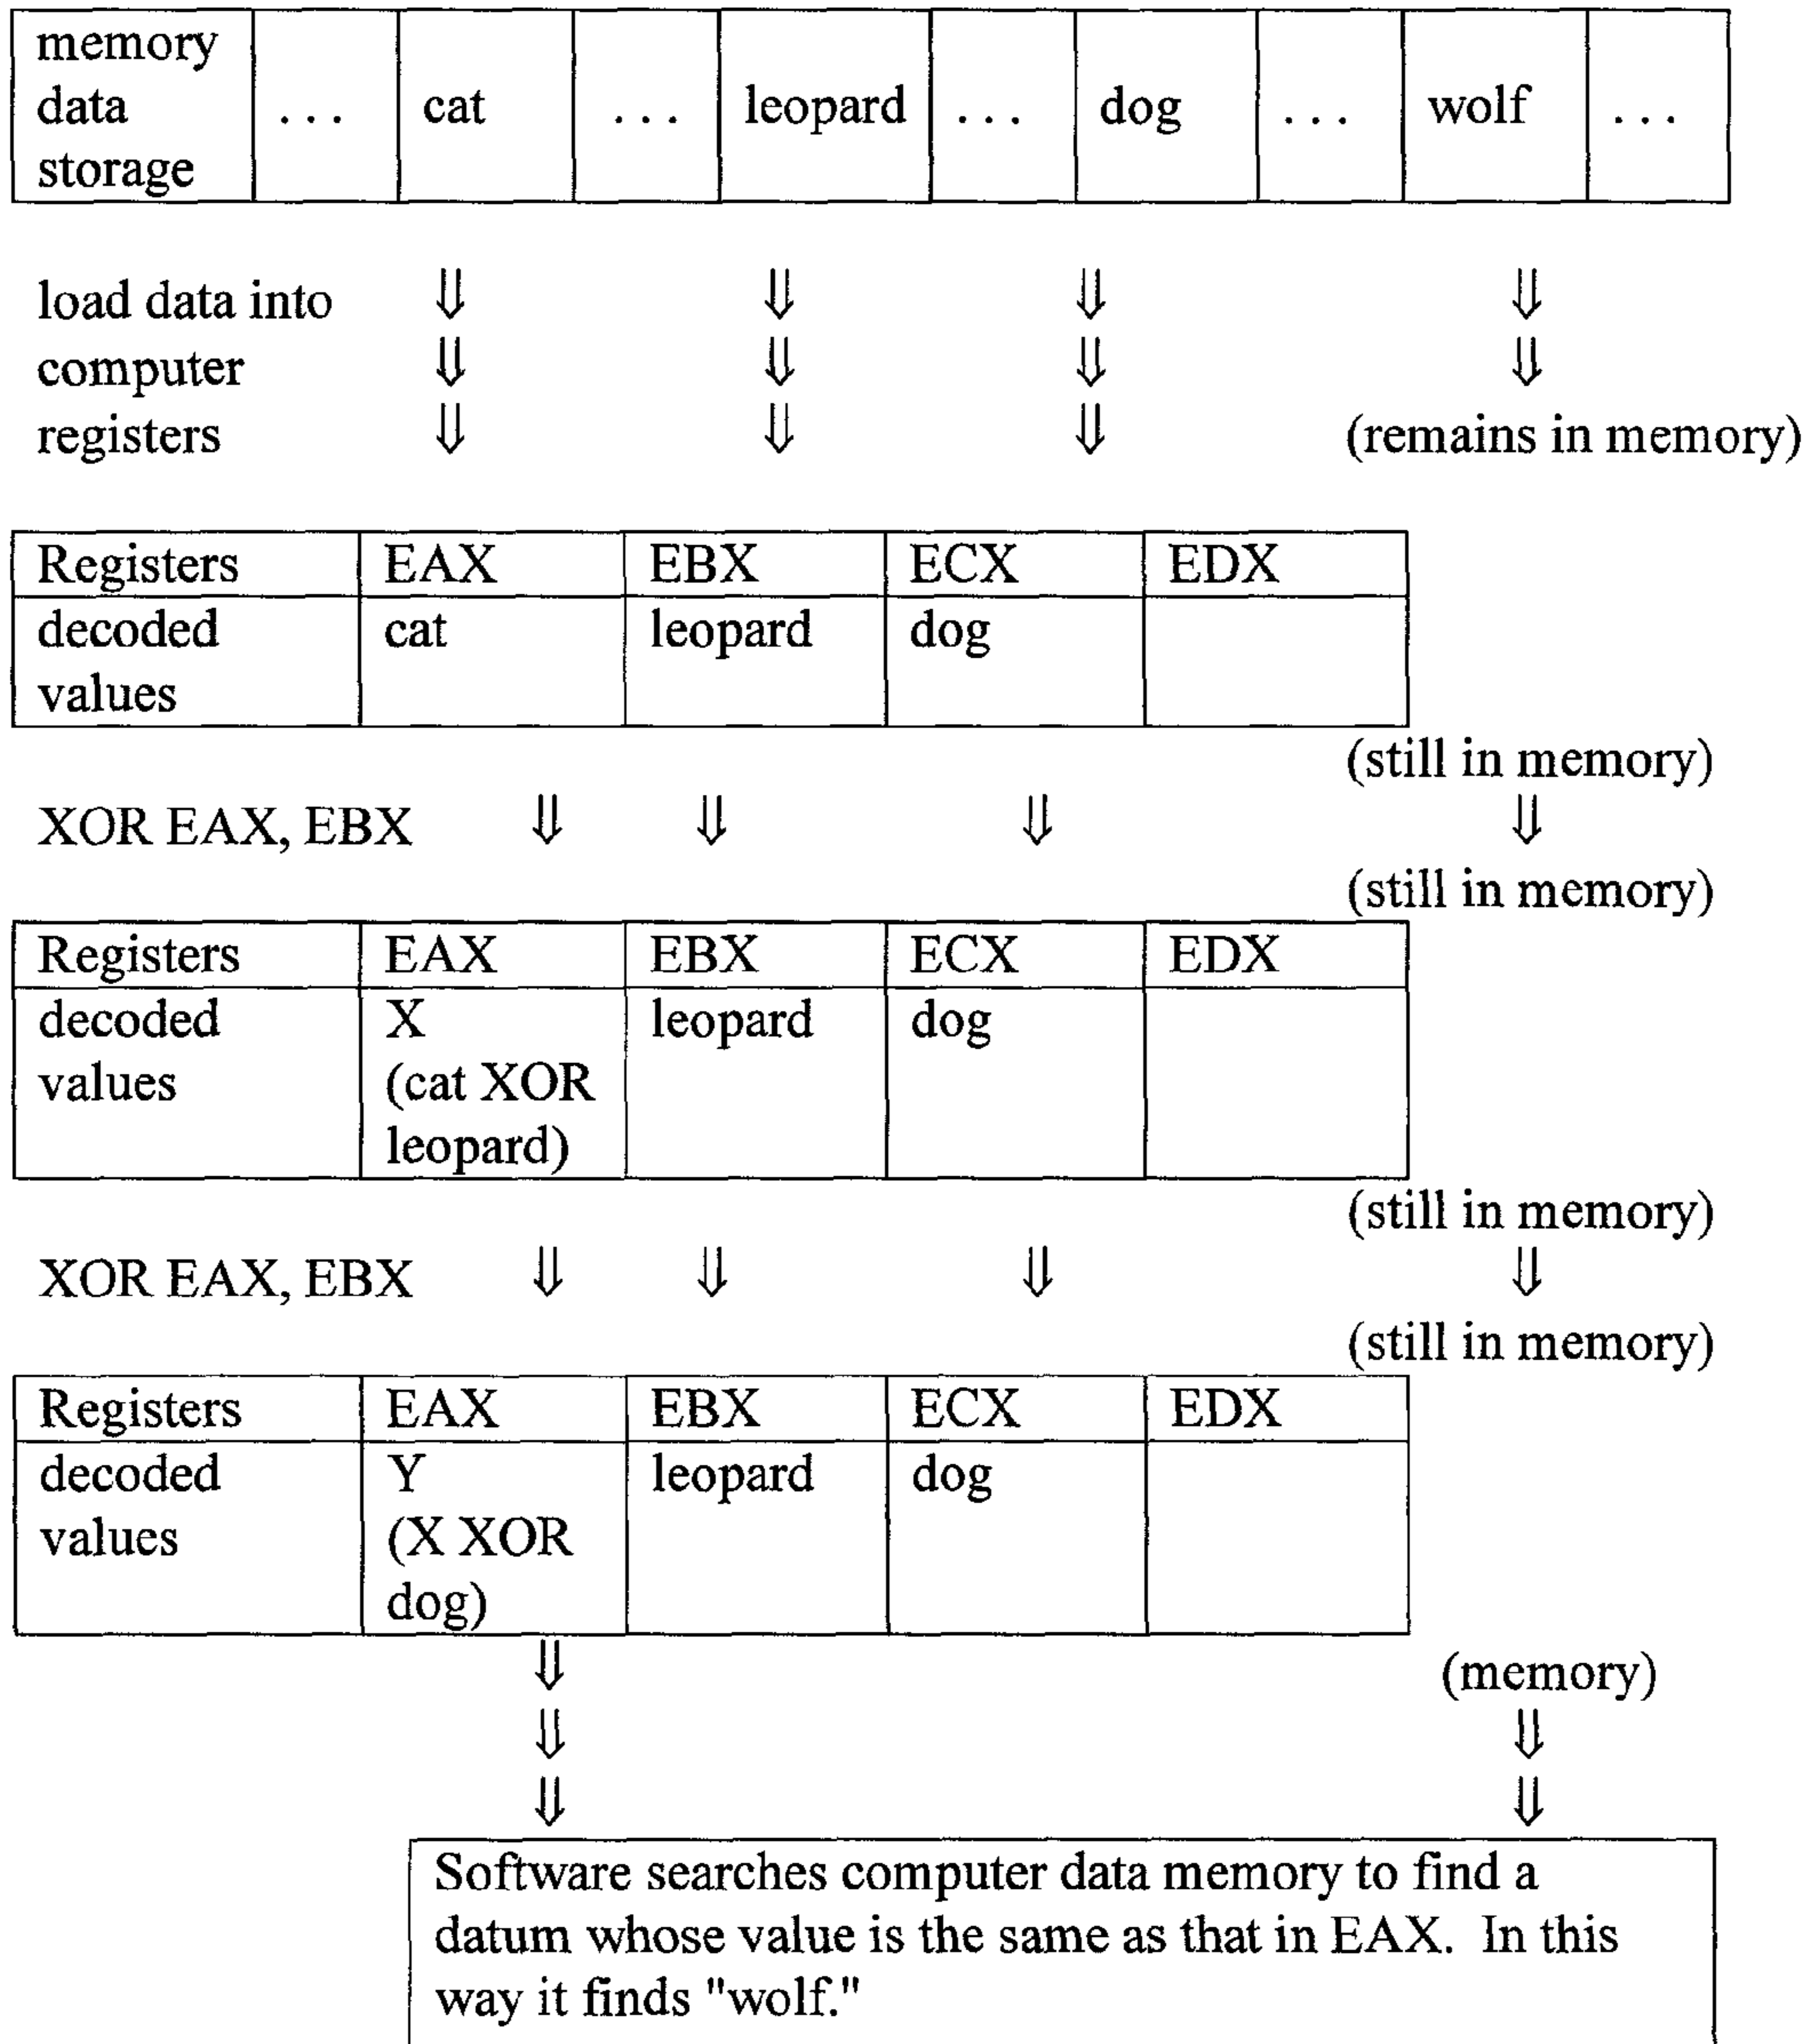 memory
data ... cat ... leopard ... dog ... wolf ...
storage
load data into ⇓ ⇓ ⇓ ⇓
computer ⇓ ⇓ ⇓ ⇓
registers ⇓ ⇓ ⇓ (remains in memory)
Registers EAX EBX ECX EDX
decoded cat leopard dog
values
(still in memory)
XOR EAX, EBX ⇓ ⇓ ⇓ ⇓
(still in memory)
Registers EAX EBX ECX EDX
decoded X leopard dog
values (cat XOR
leopard)
(still in memory)
XOR EAX, EBX ⇓ ⇓ ⇓ ⇓
(still in memory)
Registers EAX EBX ECX EDX
decoded Y leopard dog
values (X XOR
dog)
⇓ (memory)
⇓ ⇓
⇓ ⇓
Software searches computer data memory to find a
datum whose value is the same as that in EAX. In this
way it finds "wolf."